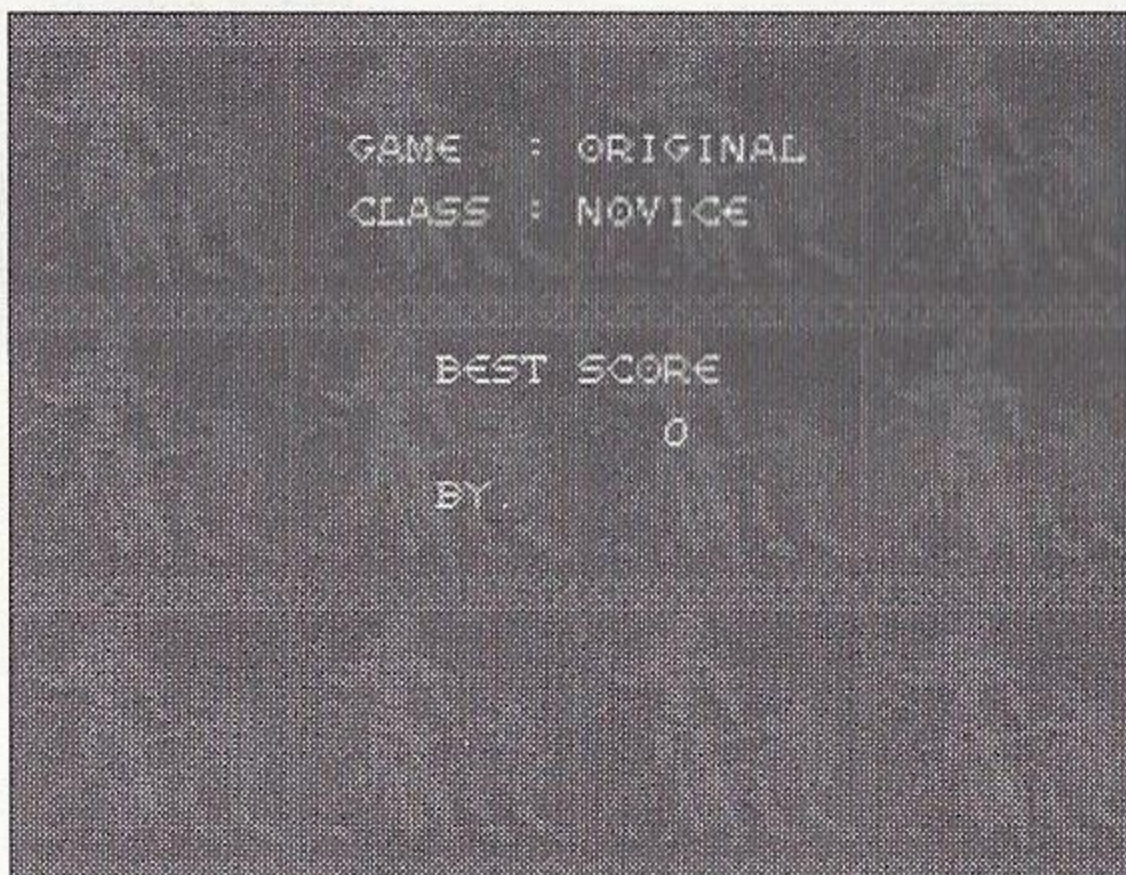 GAME : ORIGINAL
CLASS : NOVICE
BEST SCORE
0
BY.